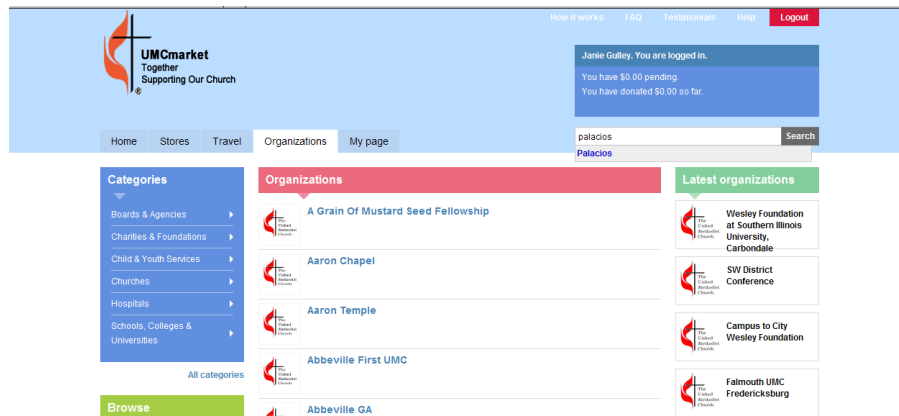 How it works FAQ Testimonials Help Logout
UMCmarket
Together
Supporting Our Church
®
Janie Gulley. You are logged in.
You have $0.00 pending.
You have donated $0.00 so far.
Home Stores Travel Organizations My page
palacios Search
Palacios
Categories
Boards & Agencies
Charities & Foundations
Child & Youth Services
Churches
Hospitals
Schools, Colleges &
Universities
All categories
Browse
Organizations
A Grain Of Mustard Seed Fellowship
Aaron Chapel
Aaron Temple
Abbeville First UMC
Abbeville GA
Latest organizations
Wesley Foundation
at Southern Illinois
University,
Carbondale
SW District
Conference
Campus to City
Wesley Foundation
Falmouth UMC
Fredericksburg